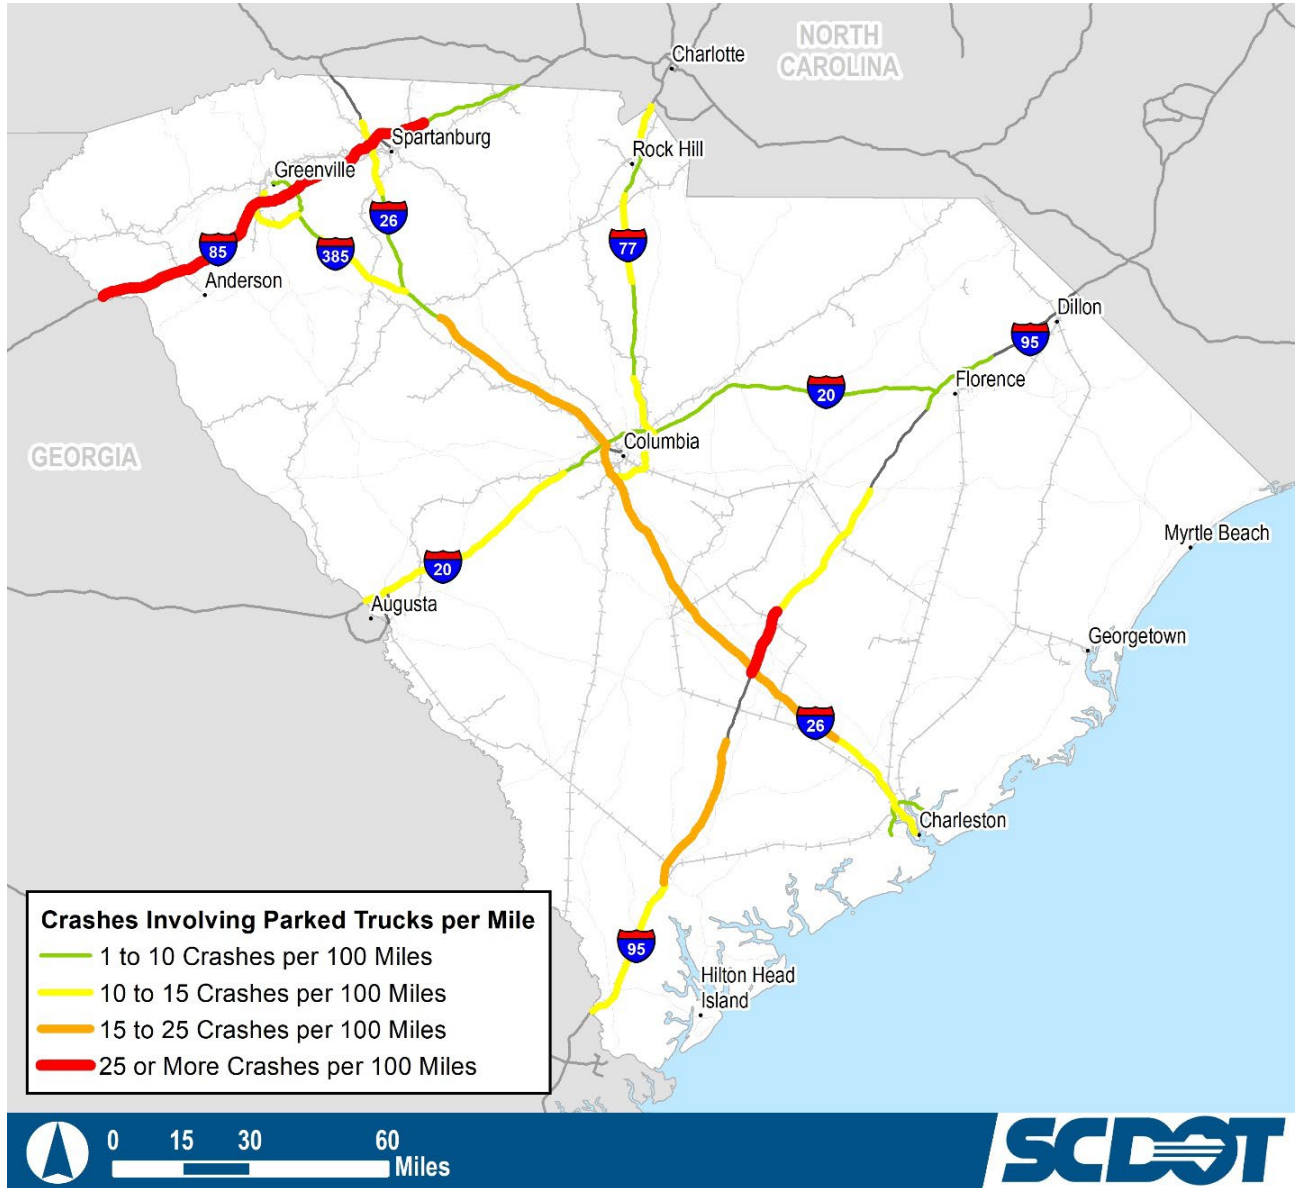 NORTH
CAROLINA
Charlotte
Spartanburg
Rock Hill
Greenville
26
77
85
385
Anderson
Dillon
95
Florence
20
GEORGIA
Columbia
Myrtle Beach
20
Augusta
Georgetown
26
Charleston
95
Hilton Head
Island
Crashes Involving Parked Trucks per Mile
1 to 10 Crashes per 100 Miles
10 to 15 Crashes per 100 Miles
15 to 25 Crashes per 100 Miles
25 or More Crashes per 100 Miles
0 15 30 60
Miles
SCDOT